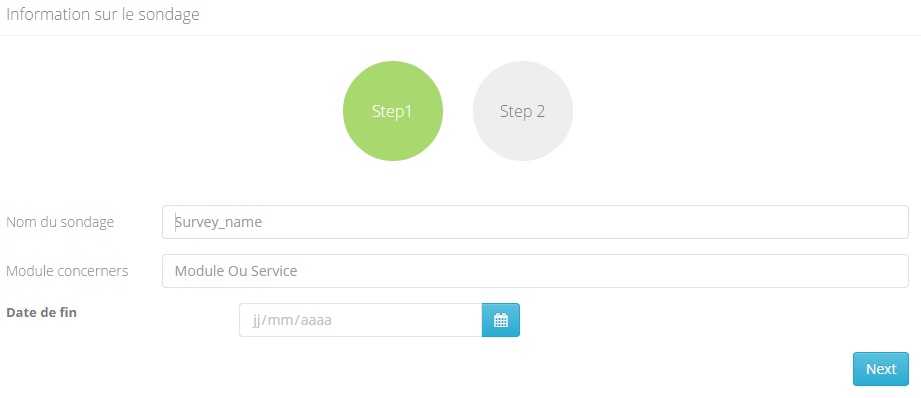 Information sur le sondage
Step1
Step 2
Nom du sondage
Survey_name
Module concerners
Module Ou Service
Date de fin
jj/mm/aaaa
Next